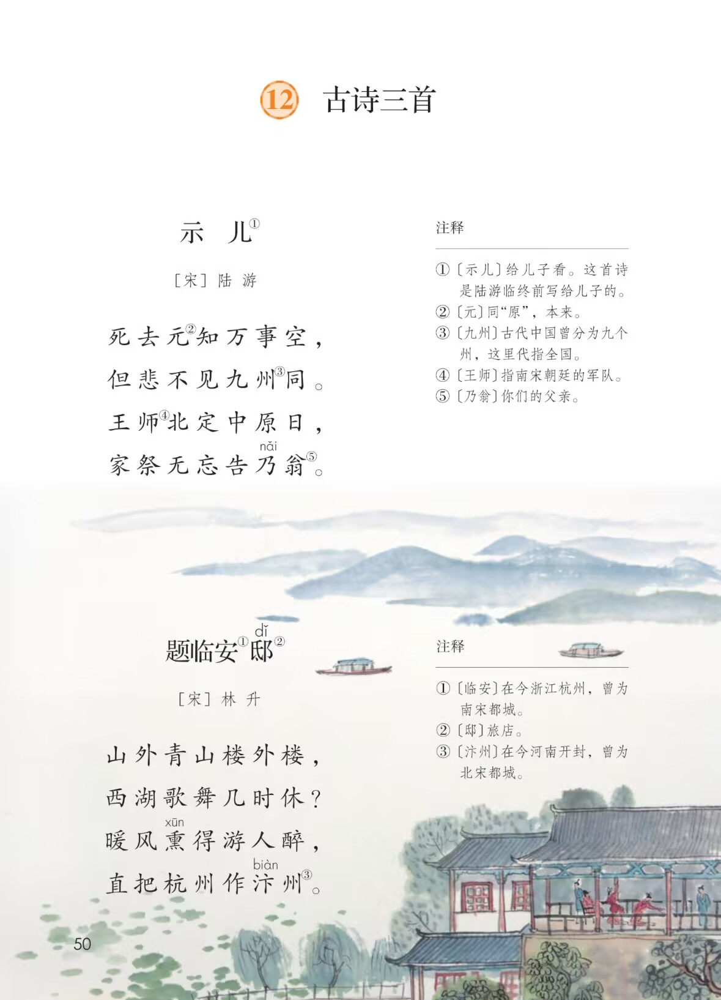 12 古诗三首
示 儿①
［宋］陆 游
死去元②知万事空，
但悲不见九州③同。
王师④北定中原日，
nǎi
家祭无忘告乃翁⑤。
注释
①〔示儿〕给儿子看。这首诗
是陆游临终前写给儿子的。
②〔元〕同“原”，本来。
③〔九州〕古代中国曾分为九个
州，这里代指全国。
④〔王师〕指南宋朝廷的军队。
⑤〔乃翁〕你们的父亲。
dǐ
题临安①邸②
［宋］林 升
山外青山楼外楼，
西湖歌舞几时休？
xūn
暖风熏得游人醉，
biàn
直把杭州作汴州③。
注释
①〔临安〕在今浙江杭州，曾为
南宋都城。
②〔邸〕旅店。
③〔汴州〕在今河南开封，曾为
北宋都城。
50